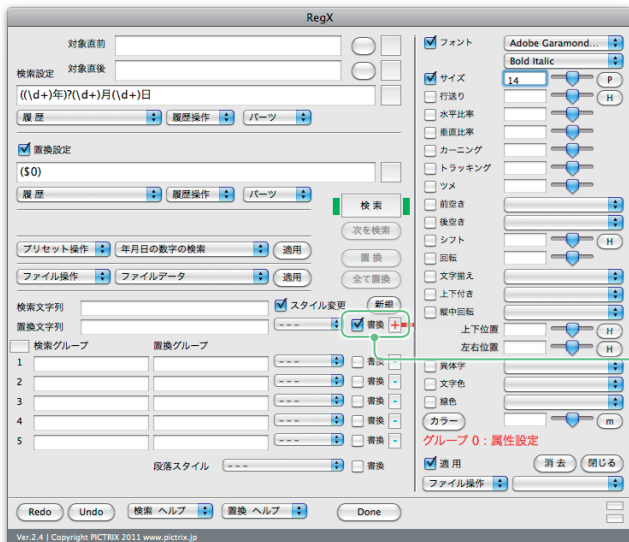 RegX
対象直前
検索設定 対象直後
((\d+)年)?(\d+)月(\d+)日
履 歴 履歴操作 パーツ
置換設定
($0)
履 歴 履歴操作 パーツ
検 索
次を検索
プリセット操作 年月日の数字の検索 適用
置 換
ファイル操作 ファイルデータ 適用
全て置換
検索文字列 スタイル変更 新規
置換文字列 --- 書換 +
検索グループ 置換グループ
1 --- 書換 -
2 --- 書換 -
3 --- 書換 -
4 --- 書換 -
5 --- 書換 -
段落スタイル --- 書換
Redo Undo 検索 ヘルプ 置換 ヘルプ Done
Ver.2.4 | Copyright PICTRIX 2011 www.pictrix.jp
フォント Adobe Garamond...
Bold Italic
サイズ 14 P
行送り H
水平比率
垂直比率
カーニング
トラッキング
ツメ
前空き
後空き
シフト H
回転
文字揃え
上下付き
縦中回転
上下位置 H
左右位置 H
異体字
文字色
線色
カラー m
グループ 0：属性設定
適 用 消 去 閉じる
ファイル操作